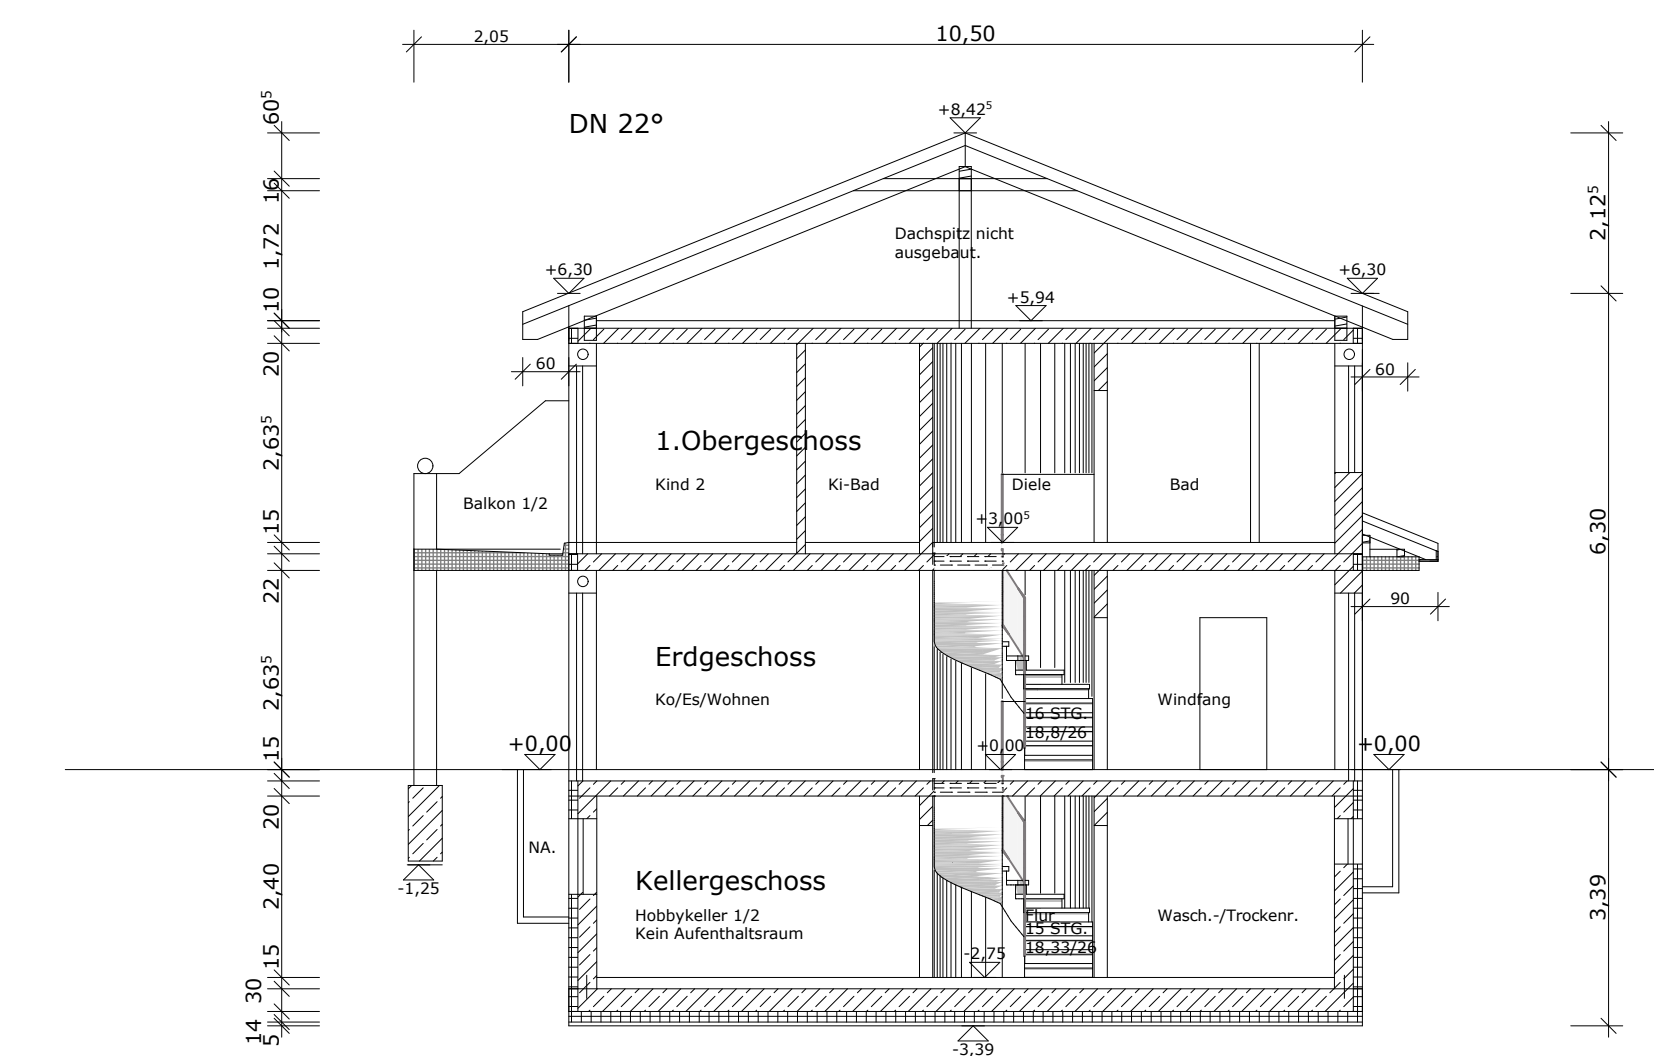 2,05
10,50
DN 22°
+8,42⁵
60⁵
16
1,72
10
20
2,63⁵
15
22
2,63⁵
15
20
2,40
15
30
14
5
2,12⁵
6,30
3,39
Dachspitz nicht
ausgebaut.
+6,30
+6,30
+5,94
60
60
1.Obergeschoss
Kind 2
Ki-Bad
Diele
Bad
Balkon 1/2
+3,00⁵
90
Erdgeschoss
Ko/Es/Wohnen
Windfang
16 STG.
18,8/26
+0,00
+0,00
+0,00
NA.
-1,25
Kellergeschoss
Hobbykeller 1/2
Kein Aufenthaltsraum
Flur
15 STG.
18,33/26
Wasch.-/Trockenr.
-2,75
-3,39